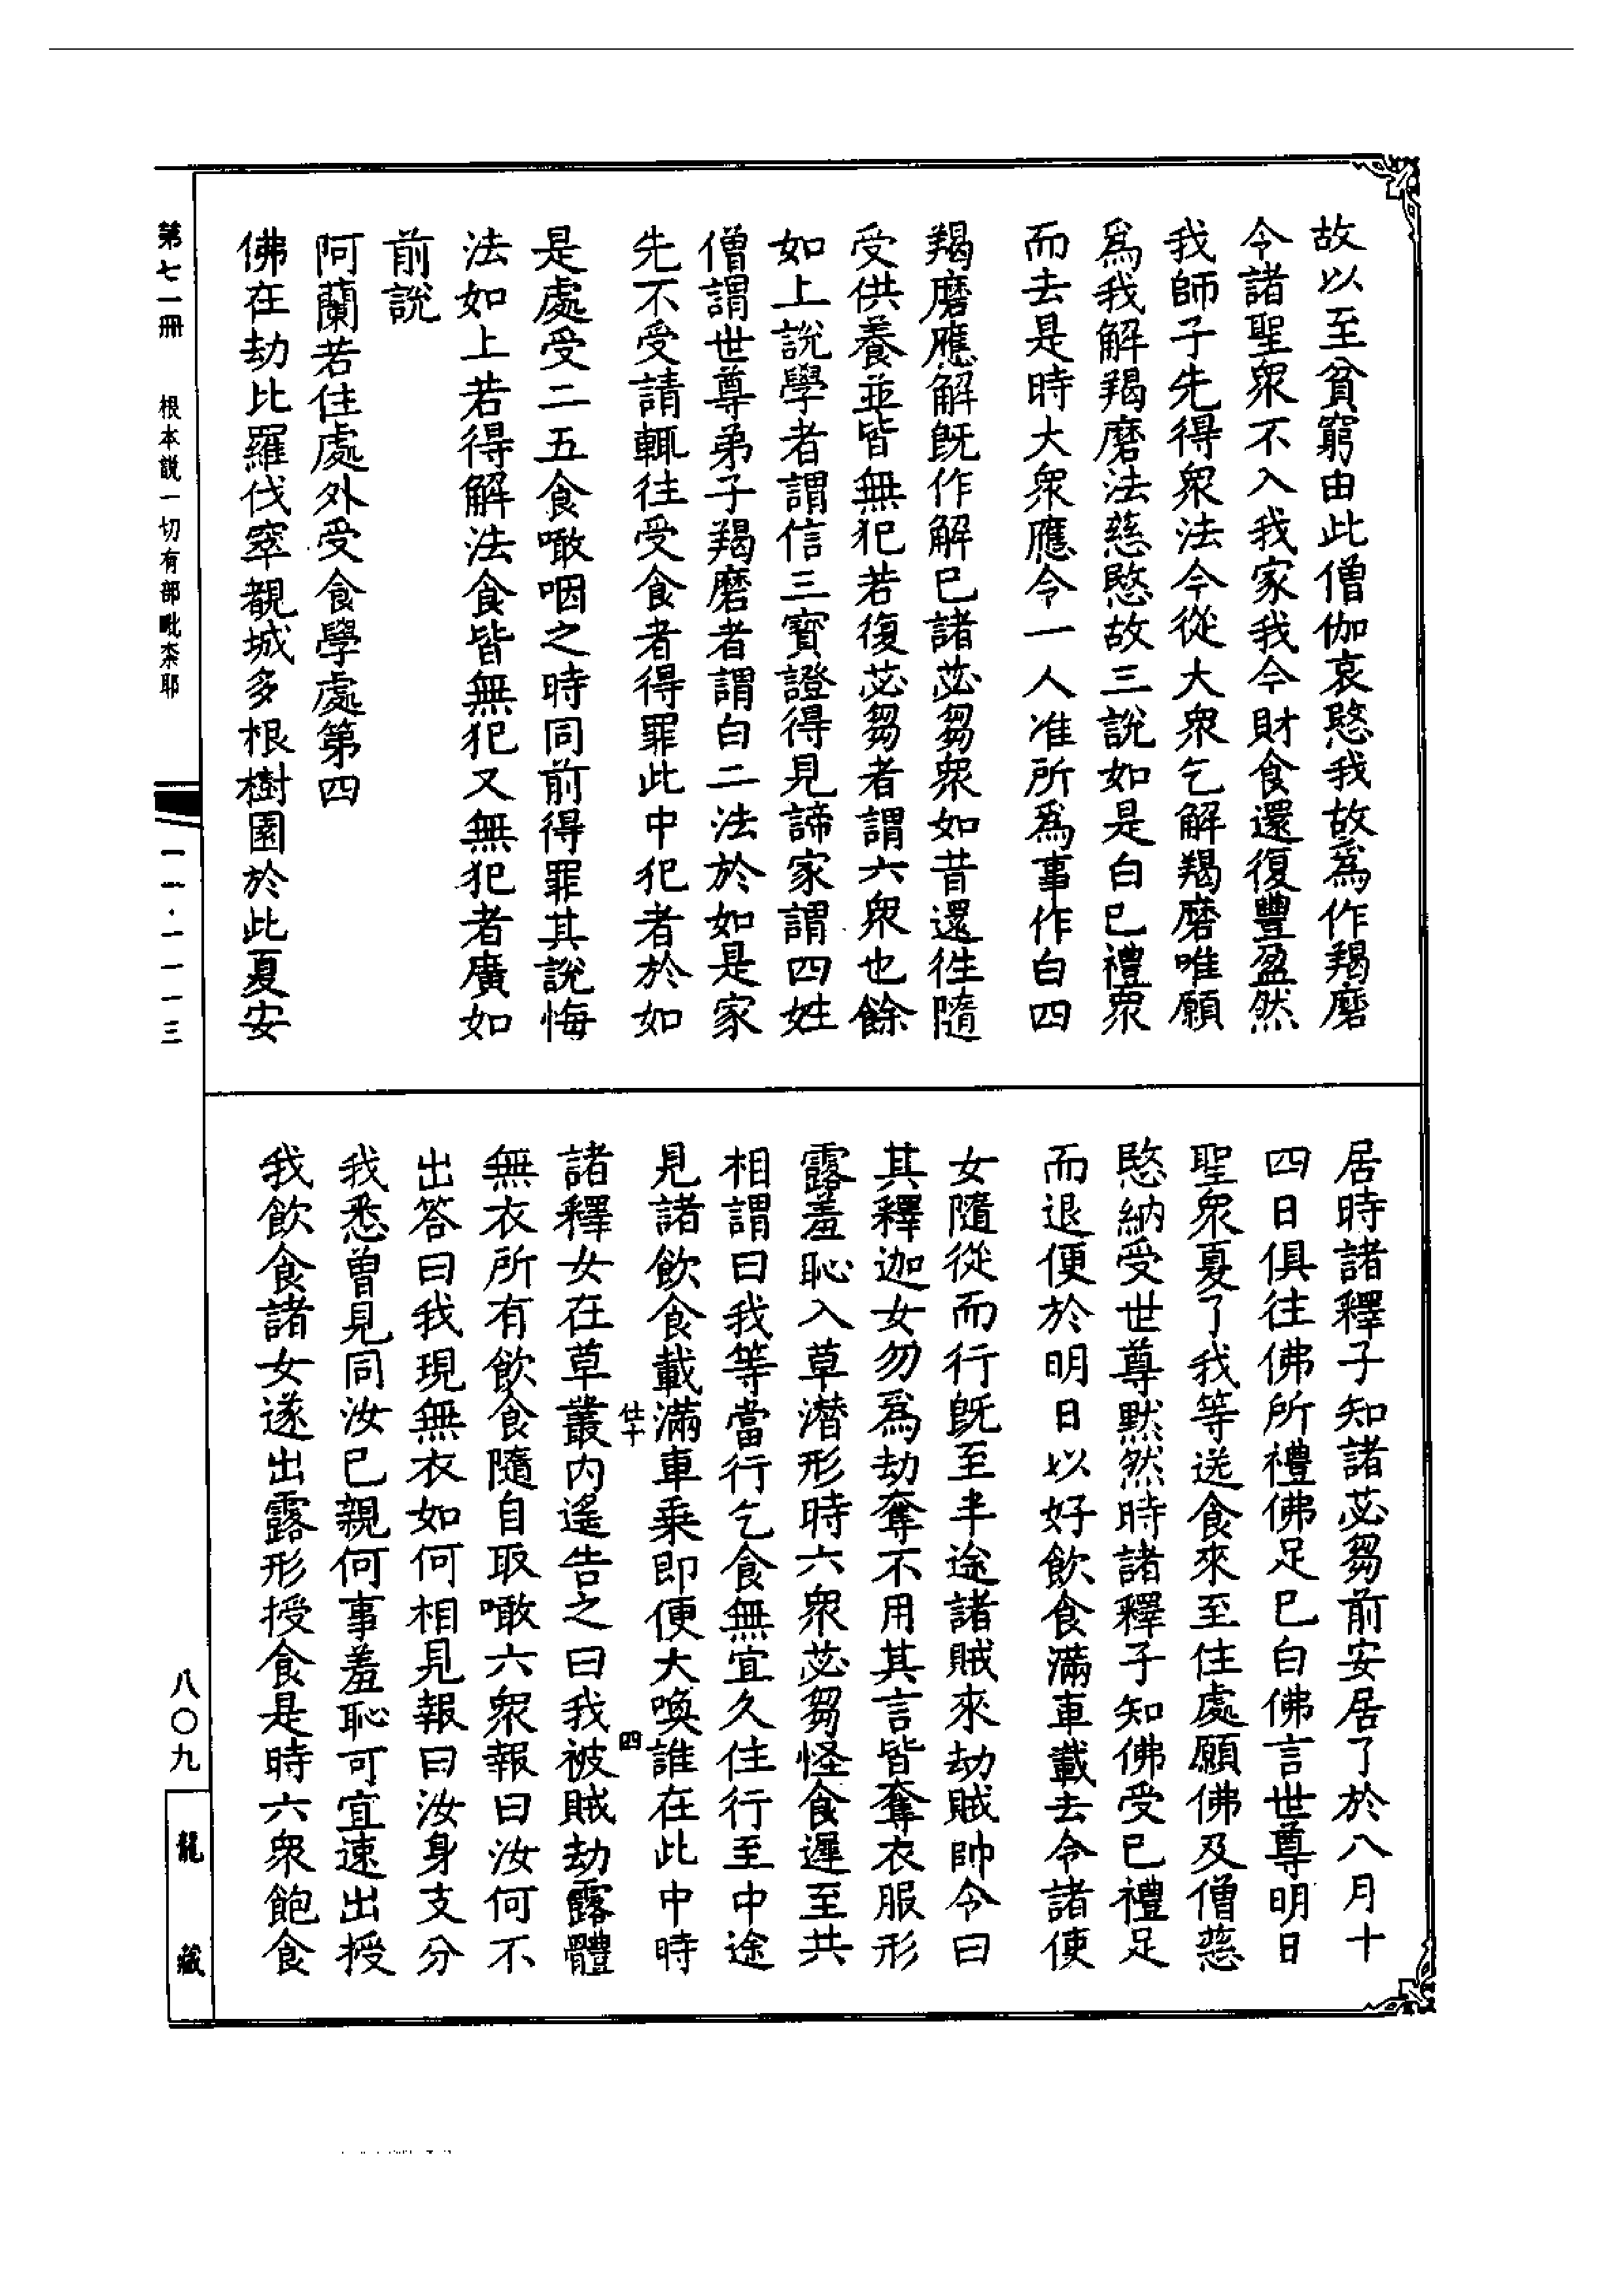 故以至貧窮由此僧伽哀愍我故爲作羯磨
令諸聖眾不入我家我今財食還復豐盈然
我師子先得眾法今從大眾乞解羯磨唯願
爲我解羯磨法慈愍故三說如是白已禮眾
而去是時大眾應令一人准所爲事作白四
羯磨應解旣作解已諸苾芻眾如昔還往隨
受供養並皆無犯若復苾芻者謂六眾也餘
如上說學者謂信三寶證得見諦家謂四姓
僧謂世尊弟子羯磨者謂白二法於如是家
先不受請輒往受食者得罪此中犯者於如
是處受二五食噉咽之時同前得罪其說悔
法如上若得解法食皆無犯又無犯者廣如
前說
阿蘭若住處外受食學處第四
佛在劫比羅伐窣覩城多根樹園於此夏安
居時諸釋子知諸苾芻前安居了於八月十
四日俱往佛所禮佛足已白佛言世尊明日
聖眾夏了我等送食來至住處願佛及僧慈
愍納受世尊默然時諸釋子知佛受已禮足
而退便於明日以好飲食滿車載去令諸使
女隨從而行旣至半途諸賊來劫賊帥令曰
其釋迦女勿爲劫奪不用其言皆奪衣服形
露羞恥入草潛形時六眾苾芻怪食遲至共
相謂曰我等當行乞食無宜久住行至中途
見諸飲食載滿車乘即便大喚誰在此中時
諸釋女在草叢內遙告之曰我被賊劫露體
無衣所有飲食隨自取噉六眾報曰汝何不
出答曰我現無衣如何相見報曰汝身支分
我悉曾見同汝已親何事羞恥可宜速出授
我飲食諸女遂出露形授食是時六眾飽食
第七一冊
根本說一切有部毗柰耶
一一·一一一三
八〇九
龍藏
四